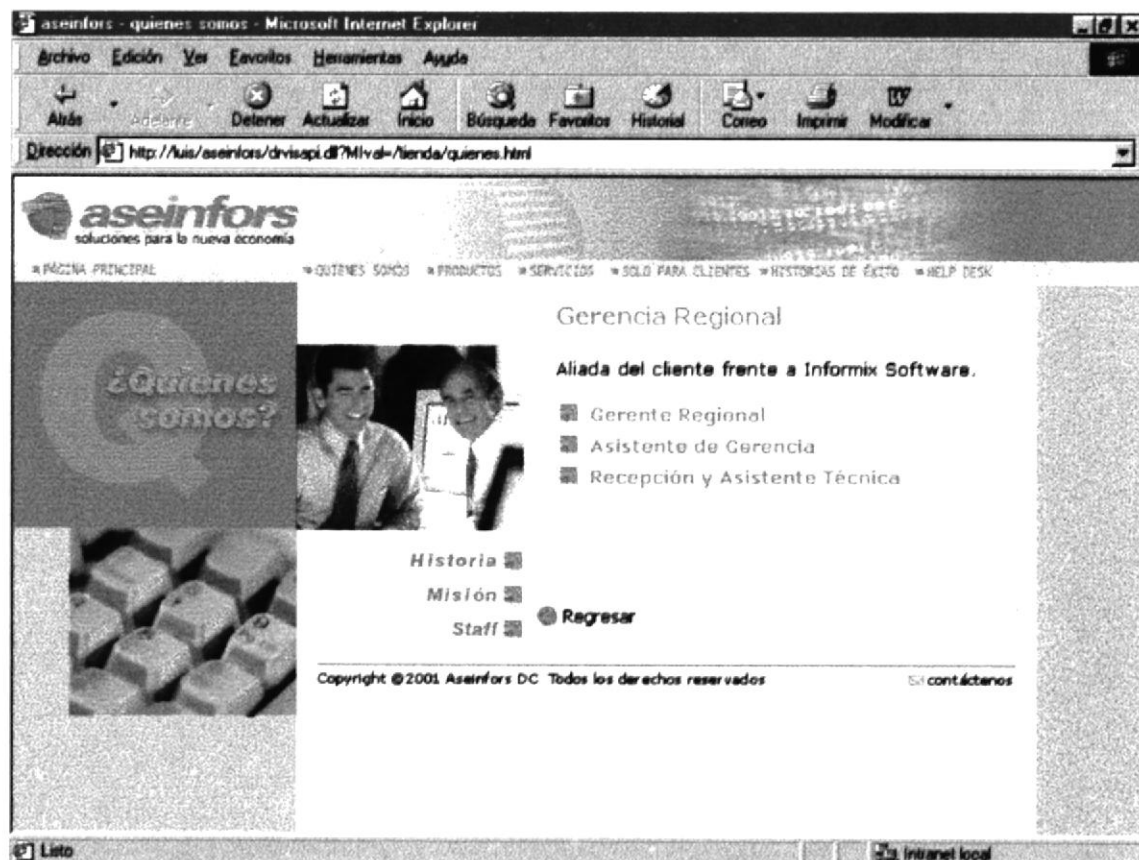 aseinfors - quienes somos - Microsoft Internet Explorer
Archivo Edición Ver Favoritos Herramientas Ayuda
Atrás Adelante Detener Actualizar Inicio Búsqueda Favoritos Historial Correo Imprimir Modificar
Dirección http://luis/aseinfors/drvisapi.dll?MIval=/tienda/quienes.html
aseinfors
soluciones para la nueva economía
PÁGINA PRINCIPAL QUIENES SOMOS PRODUCTOS SERVICIOS SOLO PARA CLIENTES HISTORIAS DE ÉXITO HELP DESK
¿Quienes
somos?
Gerencia Regional
Aliada del cliente frente a Informix Software.
Gerente Regional
Asistente de Gerencia
Recepción y Asistente Técnica
Historia
Misión
Staff
Regresar
Copyright ©2001 Aseinfors DC Todos los derechos reservados contáctenos
Listo Intranet local